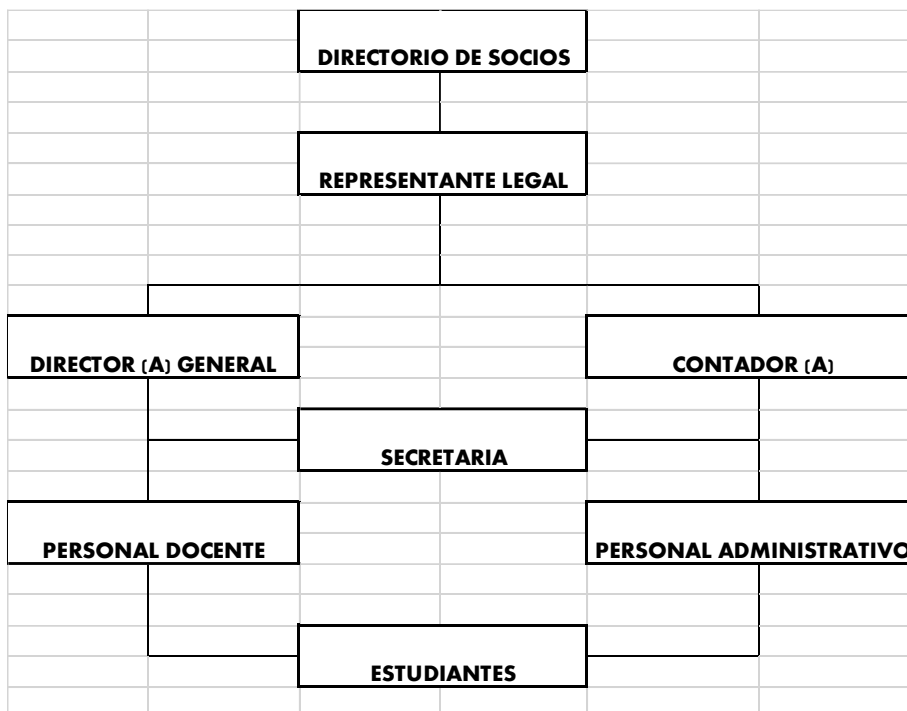 DIRECTORIO DE SOCIOS
REPRESENTANTE LEGAL
DIRECTOR (A) GENERAL
CONTADOR (A)
SECRETARIA
PERSONAL DOCENTE
PERSONAL ADMINISTRATIVO
ESTUDIANTES